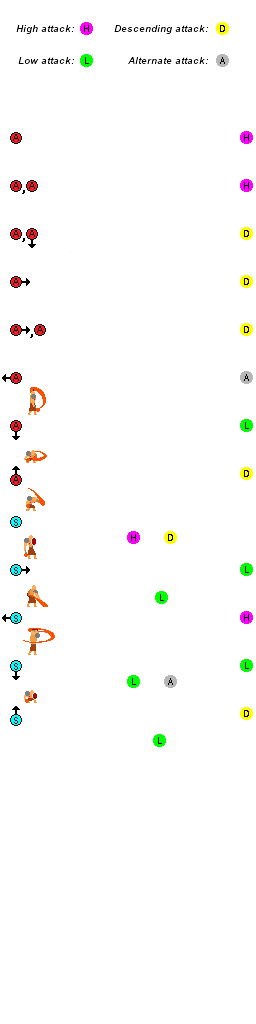 High attack: H Descending attack: D
Low attack: L Alternate attack: A
A H
A,A H
A,A D
A D
A,A D
A A
A L
A D
S
H D
S L
L
S H
S L
L A
S D
L